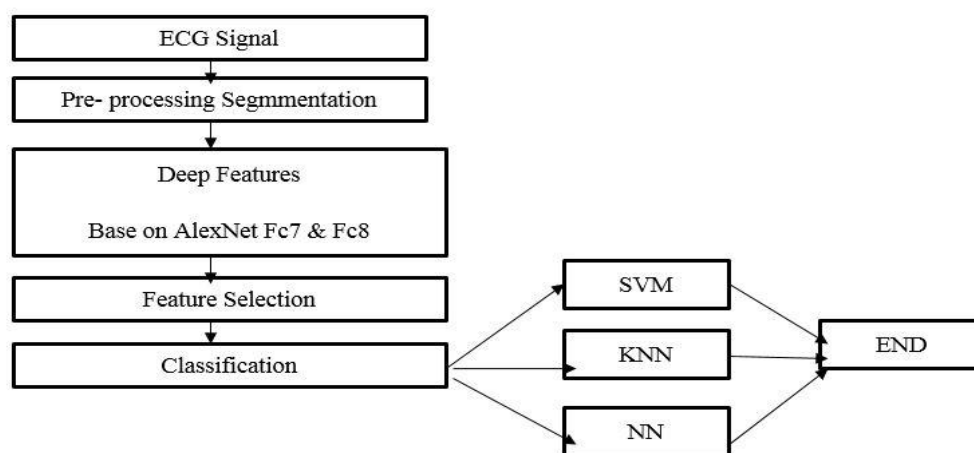 ECG Signal
Pre- processing Segmmentation
Deep Features
Base on AlexNet Fc7 & Fc8
Feature Selection
Classification
SVM
KNN
NN
END